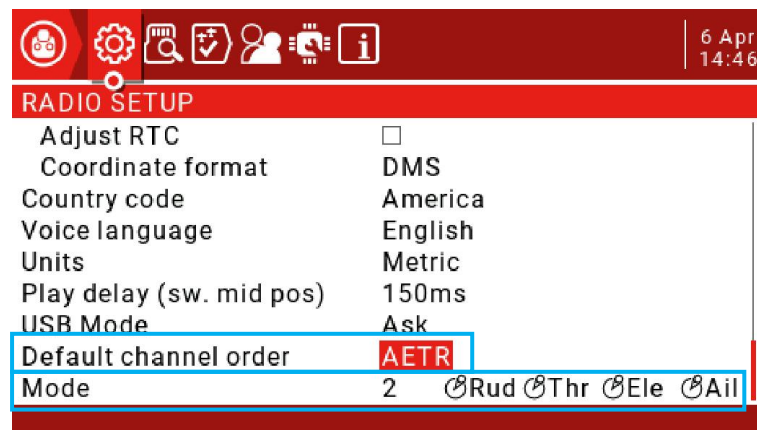 6 Apr
14:46
RADIO SETUP
Adjust RTC
Coordinate format DMS
Country code America
Voice language English
Units Metric
Play delay (sw. mid pos) 150ms
USB Mode Ask
Default channel order AETR
Mode 2 Rud Thr Ele Ail